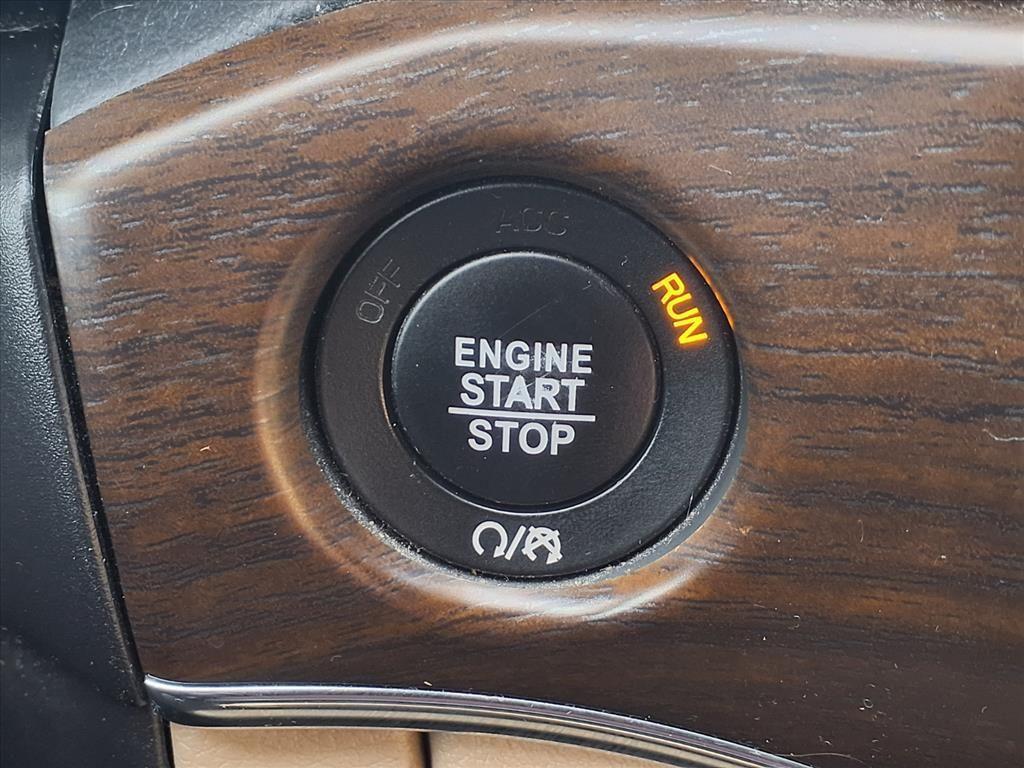 ACC
OFF
RUN
ENGINE
START
STOP